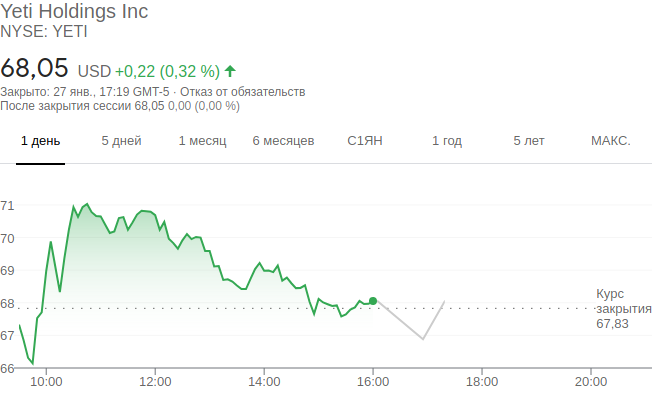 Yeti Holdings Inc
NYSE: YETI
68,05 USD +0,22 (0,32 %)
Закрыто: 27 янв., 17:19 GMT-5 · Отказ от обязательств
После закрытия сессии 68,05 0,00 (0,00 %)
1 день 5 дней 1 месяц 6 месяцев С1ЯН 1 год 5 лет МАКС.
71
70
69
68
67
66
Курс
закрытия
67,83
10:00 12:00 14:00 16:00 18:00 20:00